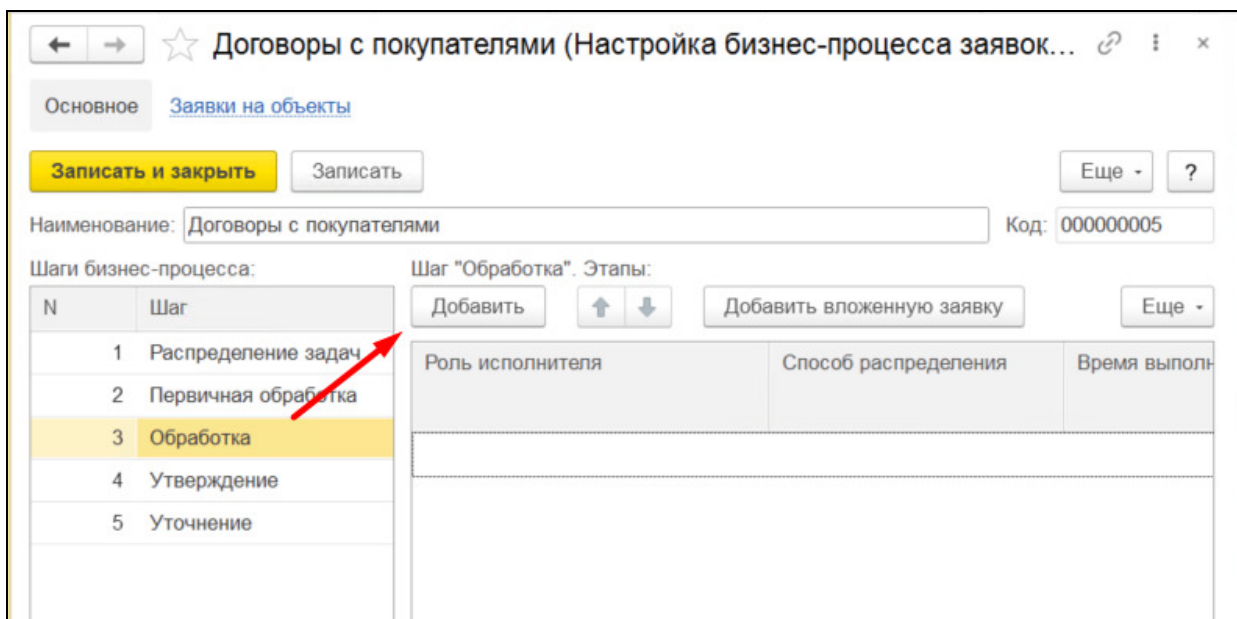 Договоры с покупателями (Настройка бизнес-процесса заявок...
Основное Заявки на объекты
Записать и закрыть Записать Еще ?
Наименование: Договоры с покупателями Код: 000000005
Шаги бизнес-процесса: Шаг "Обработка". Этапы:
N Шаг Добавить Добавить вложенную заявку Еще
1 Распределение задач Роль исполнителя Способ распределения Время выполн
2 Первичная обработка
3 Обработка
4 Утверждение
5 Уточнение